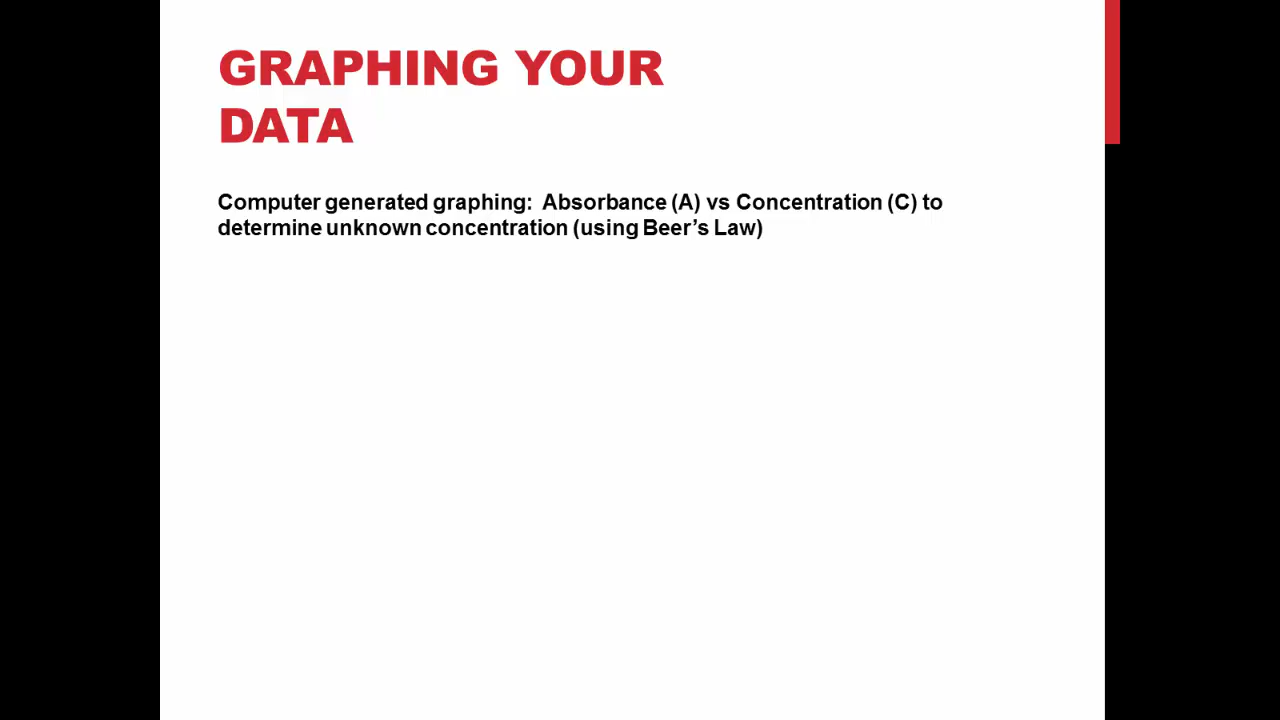 GRAPHING YOUR
DATA
Computer generated graphing:  Absorbance (A) vs Concentration (C) to
determine unknown concentration (using Beer’s Law)